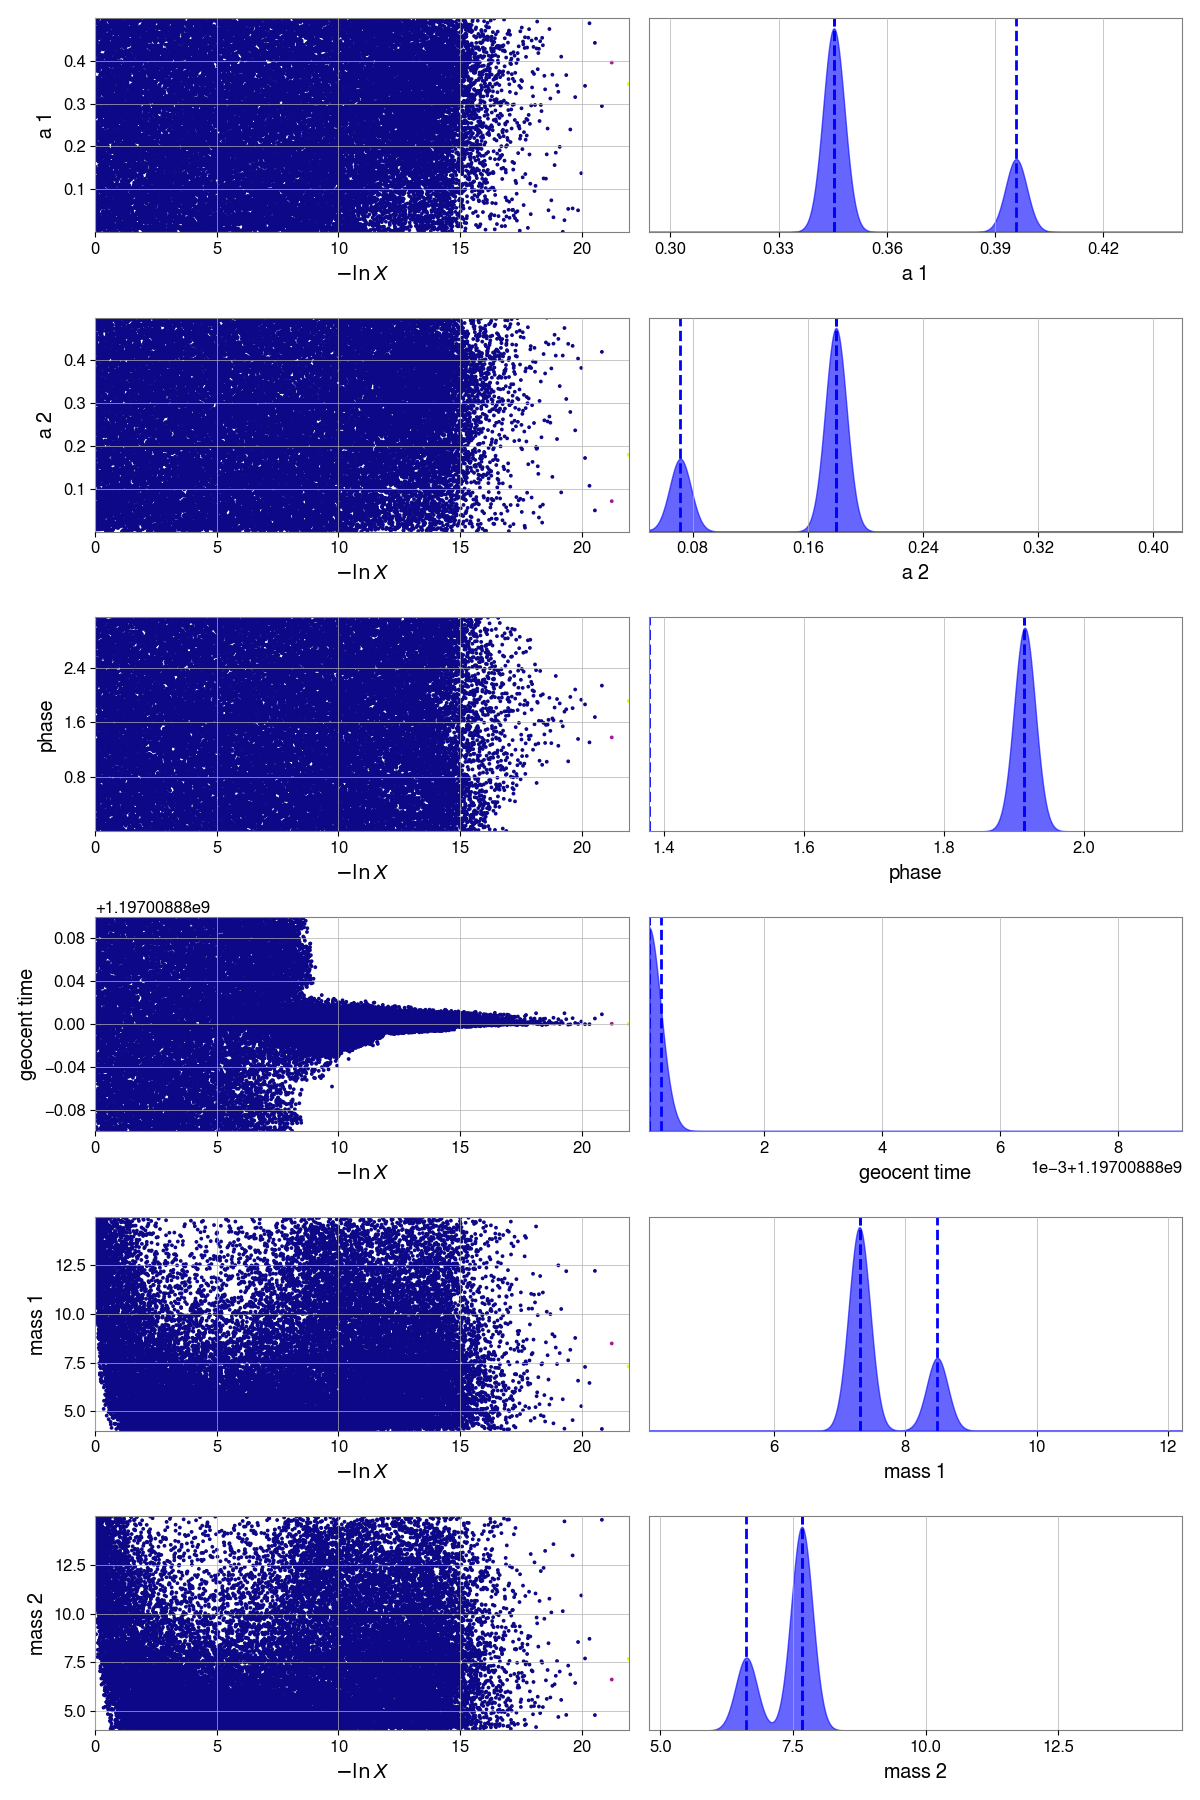 0.4
0.3
0.2
0.1
a 1
0 5 10 15 20
−ln X
0.30 0.33 0.36 0.39 0.42
a 1
0.4
0.3
0.2
0.1
a 2
0 5 10 15 20
−ln X
0.08 0.16 0.24 0.32 0.40
a 2
2.4
1.6
0.8
phase
0 5 10 15 20
−ln X
1.4 1.6 1.8 2.0
phase
+1.19700888e9
0.08
0.04
0.00
−0.04
−0.08
geocent time
0 5 10 15 20
−ln X
2 4 6 8
geocent time
1e−3+1.19700888e9
12.5
10.0
7.5
5.0
mass 1
0 5 10 15 20
−ln X
6 8 10 12
mass 1
12.5
10.0
7.5
5.0
mass 2
0 5 10 15 20
−ln X
5.0 7.5 10.0 12.5
mass 2